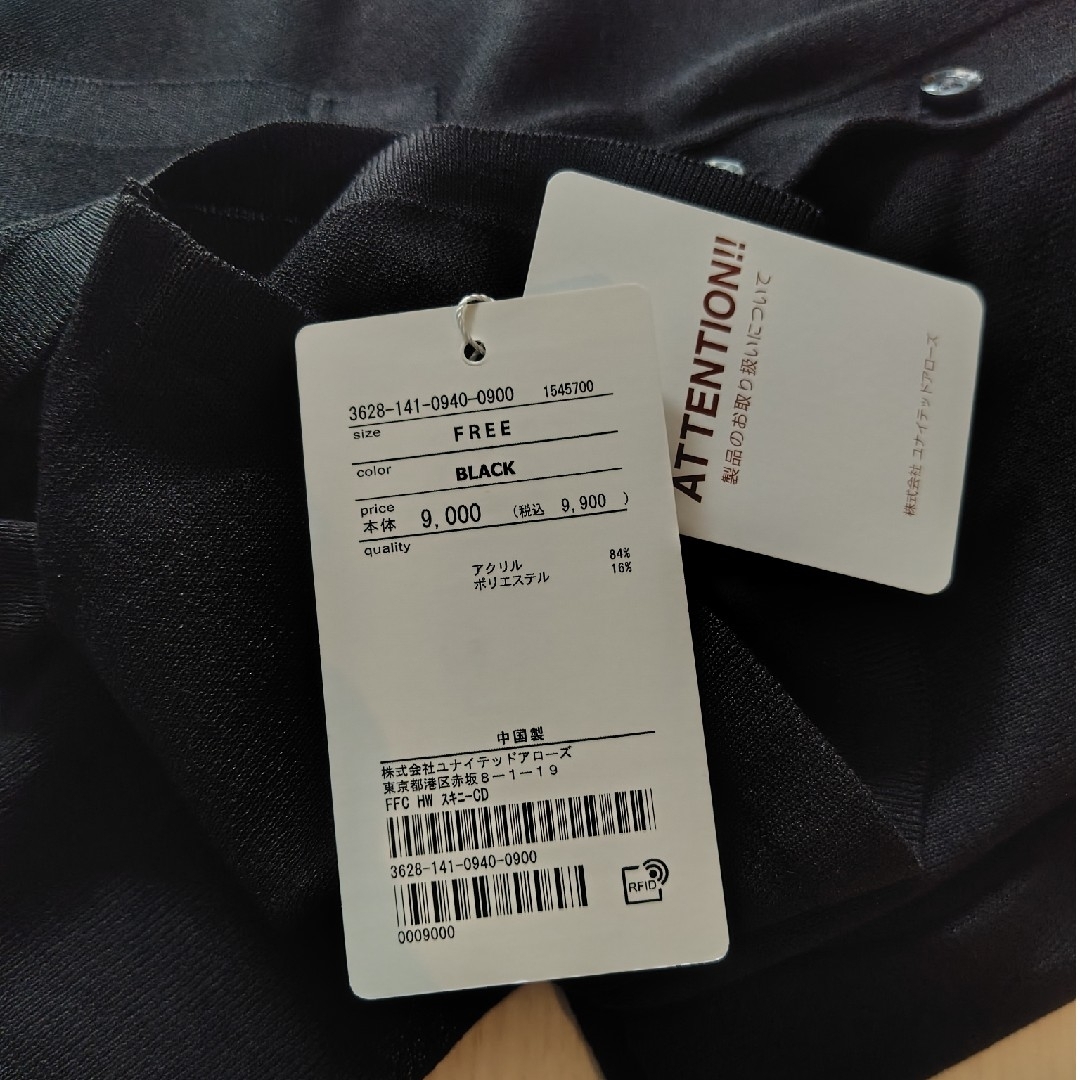 3628-141-0940-0900 1545700
size FREE
color BLACK
price
本体 9,000 (税込 9,900 )
quality
アクリル 84%
ポリエステル 16%
中国製
株式会社ユナイテッドアローズ
東京都港区赤坂8-1-19
FFC HW スキニーCD
3628-141-0940-0900
RFID
0009000
ATTENTION!!
製品のお取り扱いについて
株式会社 ユナイテッドアローズ